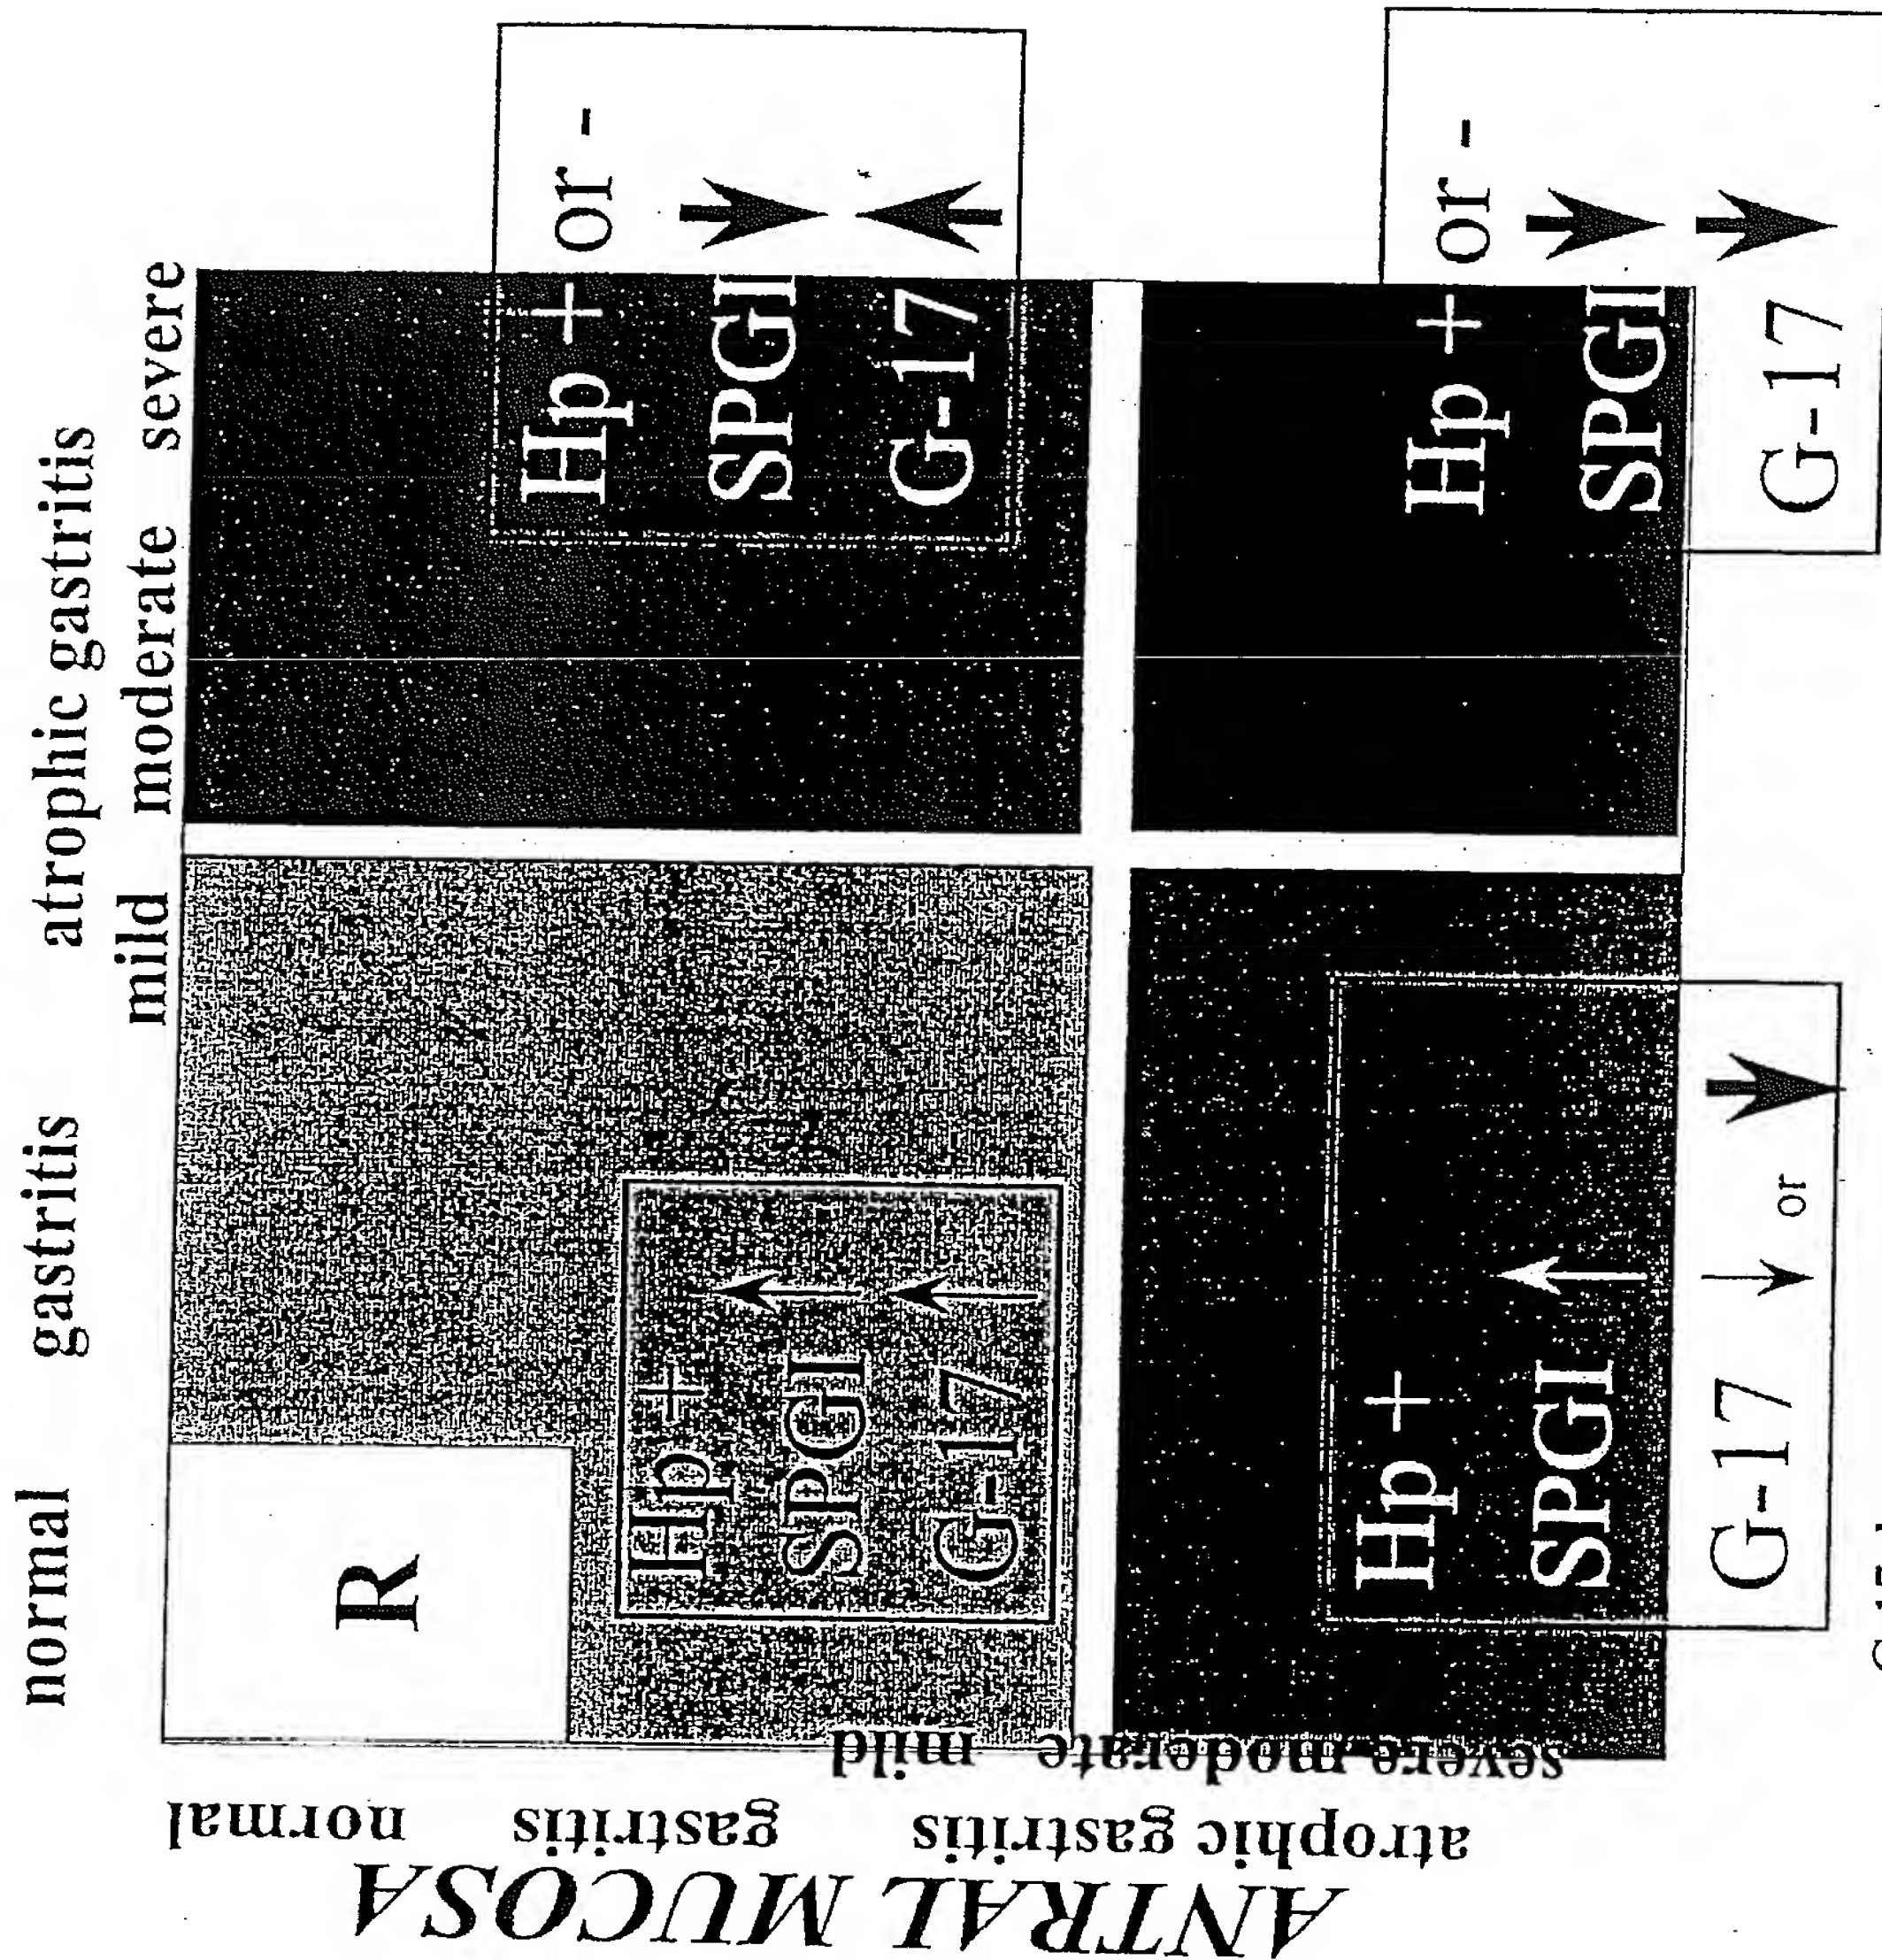 normal gastritis atrophic gastritis
mild moderate severe
ANTRAL MUCOSA
atrophic gastritis gastritis normal
severe moderate mild
R
Hp +
SPGI ↑
G-17 ↑
Hp + or -
SPGI ↓
G-17 ↑
Hp +
SPGI ↑
G-17 ↓ or ↓
Hp + or -
SPGI ↓
G-17 ↓